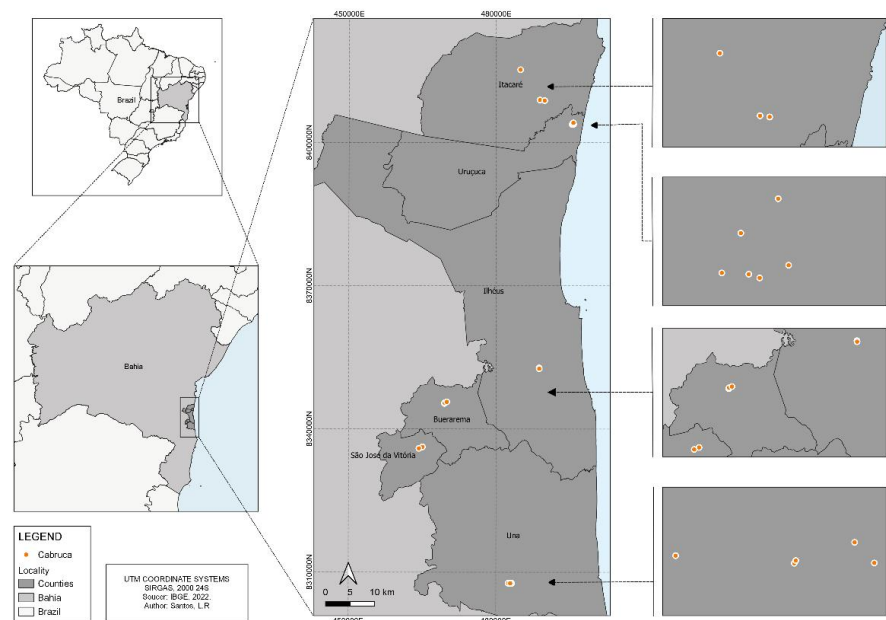 450000E
480000E
Brazil
Itacaré
8400000N
Uruçuca
8370000N
Ilhéus
Bahia
Buerarema
8340000N
São José da Vitória
Una
8310000N
LEGEND
Cabruca
Locality
Counties
Bahia
Brazil
UTM COORDINATE SYSTEMS
SIRGAS, 2000 24S
Soucer: IBGE, 2022.
Author: Santos, L.R
0 5 10 km
450000E
480000E